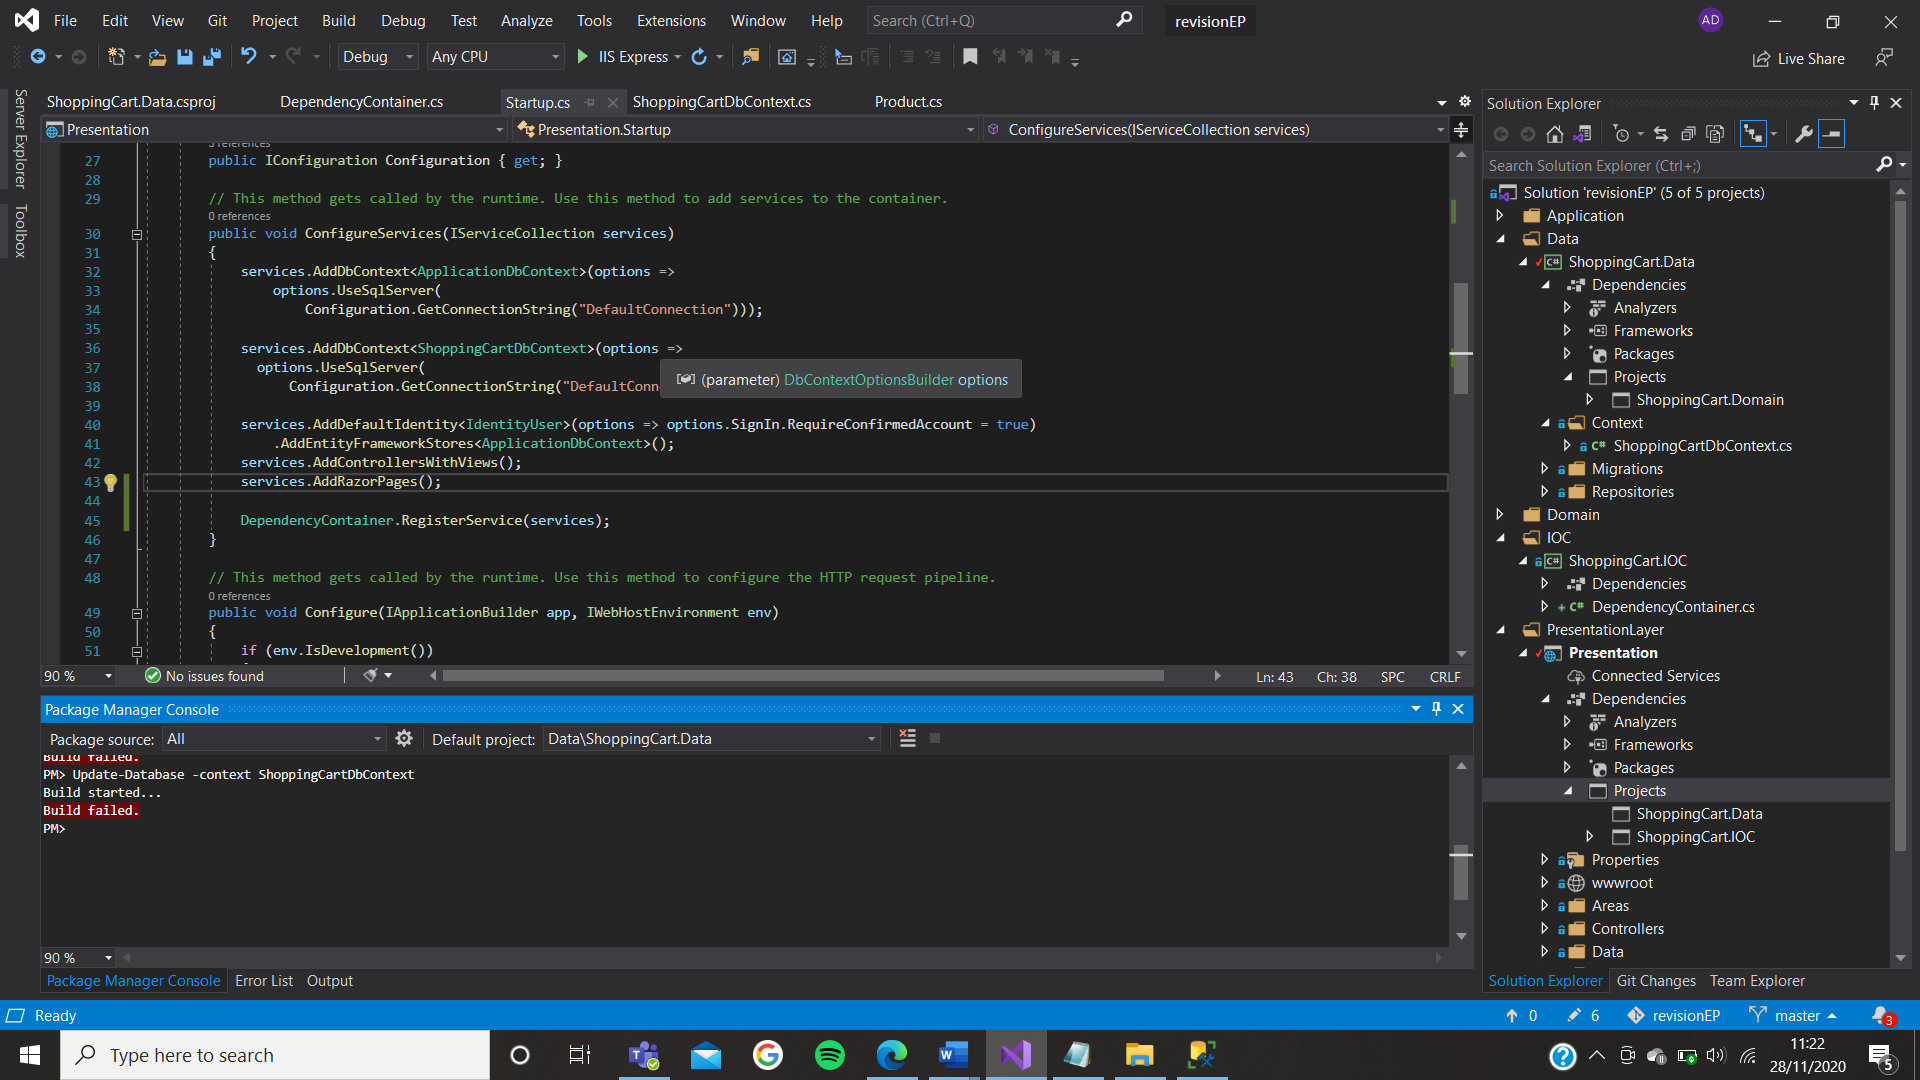 File Edit View Git Project Build Debug Test Analyze Tools Extensions Window Help Search (Ctrl+Q) revisionEP AD
Debug Any CPU IIS Express Live Share
Server Explorer
Toolbox
ShoppingCart.Data.csproj DependencyContainer.cs Startup.cs ShoppingCartDbContext.cs Product.cs
Presentation Presentation.Startup ConfigureServices(IServiceCollection services)
3 references
27 public IConfiguration Configuration { get; }
28
29 // This method gets called by the runtime. Use this method to add services to the container.
0 references
30 public void ConfigureServices(IServiceCollection services)
31 {
32 services.AddDbContext<ApplicationDbContext>(options =>
33 options.UseSqlServer(
34 Configuration.GetConnectionString("DefaultConnection")));
35
36 services.AddDbContext<ShoppingCartDbContext>(options =>
37 options.UseSqlServer(
38 Configuration.GetConnectionString("DefaultConn
(parameter) DbContextOptionsBuilder options
39
40 services.AddDefaultIdentity<IdentityUser>(options => options.SignIn.RequireConfirmedAccount = true)
41 .AddEntityFrameworkStores<ApplicationDbContext>();
42 services.AddControllersWithViews();
43 services.AddRazorPages();
44
45 DependencyContainer.RegisterService(services);
46 }
47
48 // This method gets called by the runtime. Use this method to configure the HTTP request pipeline.
0 references
49 public void Configure(IApplicationBuilder app, IWebHostEnvironment env)
50 {
51 if (env.IsDevelopment())
90 % No issues found Ln: 43 Ch: 38 SPC CRLF
Package Manager Console
Package source: All Default project: Data\ShoppingCart.Data
Build failed.
PM> Update-Database -context ShoppingCartDbContext
Build started...
Build failed.
PM>
90 %
Package Manager Console Error List Output
Solution Explorer
Search Solution Explorer (Ctrl+;)
Solution 'revisionEP' (5 of 5 projects)
Application
Data
C# ShoppingCart.Data
Dependencies
Analyzers
Frameworks
Packages
Projects
ShoppingCart.Domain
Context
C# ShoppingCartDbContext.cs
Migrations
Repositories
Domain
IOC
C# ShoppingCart.IOC
Dependencies
+ C# DependencyContainer.cs
PresentationLayer
Presentation
Connected Services
Dependencies
Analyzers
Frameworks
Packages
Projects
ShoppingCart.Data
ShoppingCart.IOC
Properties
wwwroot
Areas
Controllers
Data
Solution Explorer Git Changes Team Explorer
Ready 0 6 revisionEP master 3
Type here to search 11:22
28/11/2020 5